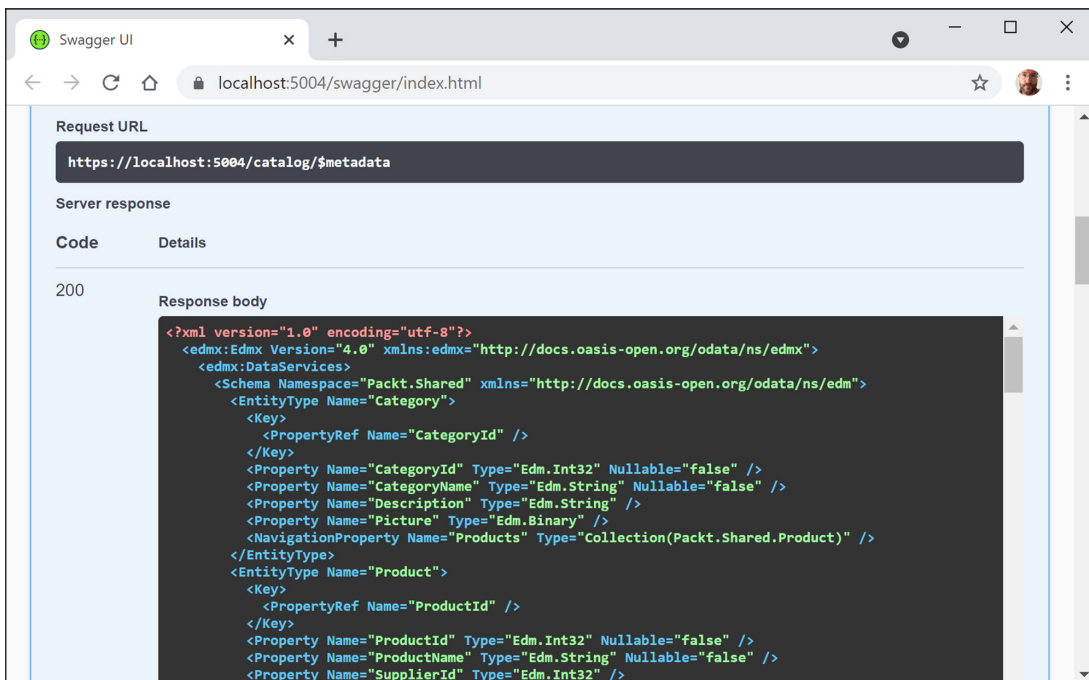 Swagger UI
localhost:5004/swagger/index.html
Request URL
https://localhost:5004/catalog/$metadata
Server response
Code Details
200
Response body
<?xml version="1.0" encoding="utf-8"?>
<edmx:Edmx Version="4.0" xmlns:edmx="http://docs.oasis-open.org/odata/ns/edmx">
<edmx:DataServices>
<Schema Namespace="Packt.Shared" xmlns="http://docs.oasis-open.org/odata/ns/edm">
<EntityType Name="Category">
<Key>
<PropertyRef Name="CategoryId" />
</Key>
<Property Name="CategoryId" Type="Edm.Int32" Nullable="false" />
<Property Name="CategoryName" Type="Edm.String" Nullable="false" />
<Property Name="Description" Type="Edm.String" />
<Property Name="Picture" Type="Edm.Binary" />
<NavigationProperty Name="Products" Type="Collection(Packt.Shared.Product)" />
</EntityType>
<EntityType Name="Product">
<Key>
<PropertyRef Name="ProductId" />
</Key>
<Property Name="ProductId" Type="Edm.Int32" Nullable="false" />
<Property Name="ProductName" Type="Edm.String" Nullable="false" />
<Property Name="SupplierId" Type="Edm.Int32" />